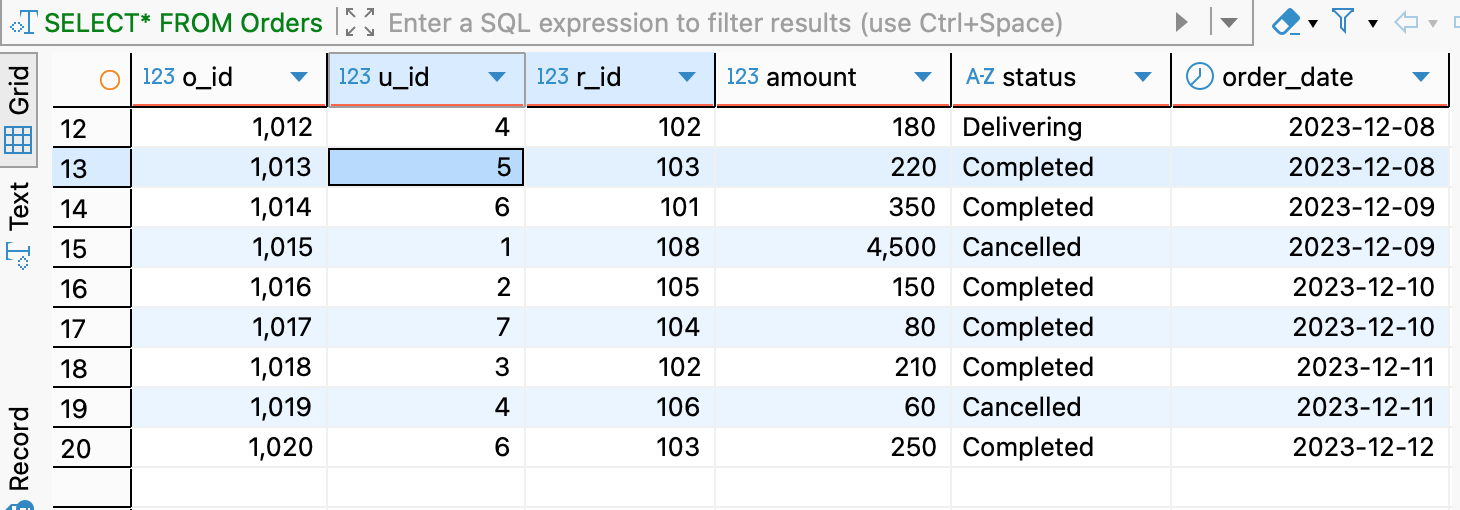 SELECT* FROM Orders Enter a SQL expression to filter results (use Ctrl+Space)
Grid
Text
Record
123 o_id 123 u_id 123 r_id 123 amount A-Z status order_date
12 1,012 4 102 180 Delivering 2023-12-08
13 1,013 5 103 220 Completed 2023-12-08
14 1,014 6 101 350 Completed 2023-12-09
15 1,015 1 108 4,500 Cancelled 2023-12-09
16 1,016 2 105 150 Completed 2023-12-10
17 1,017 7 104 80 Completed 2023-12-10
18 1,018 3 102 210 Completed 2023-12-11
19 1,019 4 106 60 Cancelled 2023-12-11
20 1,020 6 103 250 Completed 2023-12-12